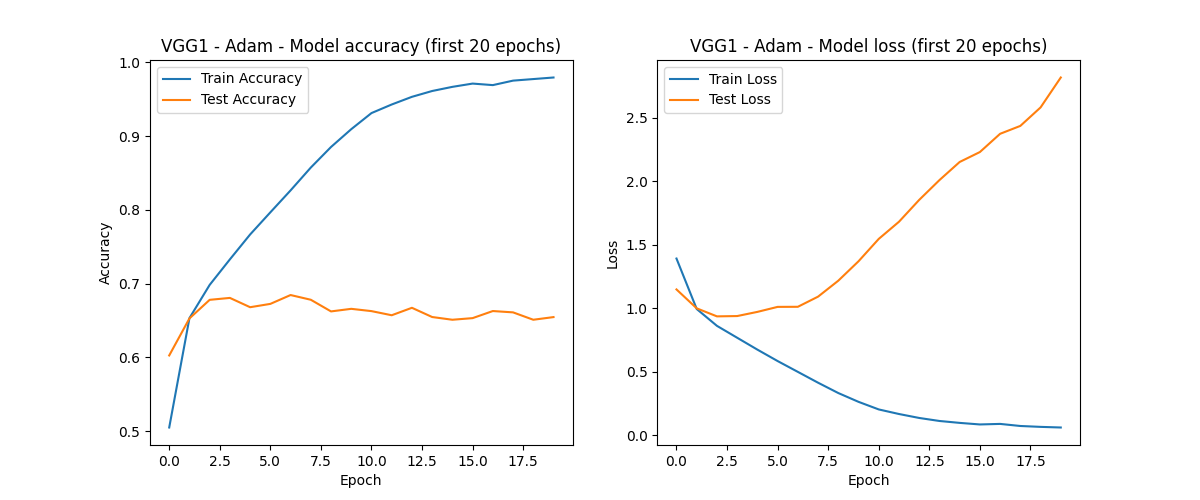 VGG1 - Adam - Model accuracy (first 20 epochs)
Train Accuracy
Test Accuracy
1.0
0.9
0.8
0.7
0.6
0.5
Accuracy
0.0 2.5 5.0 7.5 10.0 12.5 15.0 17.5
Epoch
VGG1 - Adam - Model loss (first 20 epochs)
Train Loss
Test Loss
2.5
2.0
1.5
1.0
0.5
0.0
Loss
0.0 2.5 5.0 7.5 10.0 12.5 15.0 17.5
Epoch